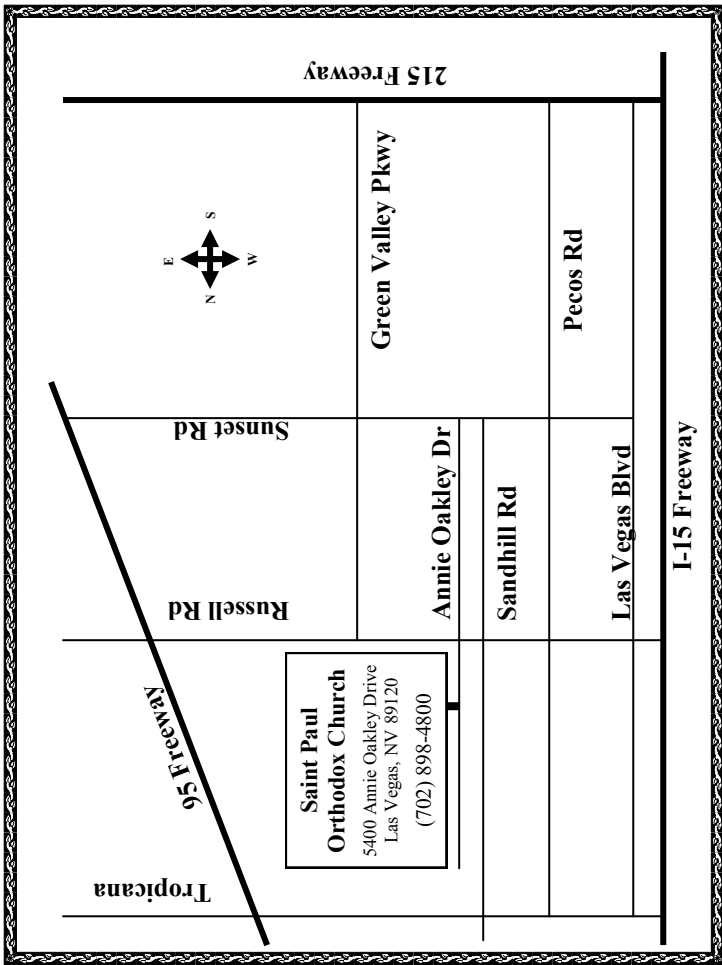 215 Freeway
Green Valley Pkwy
Pecos Rd
E
N
S
W
Sunset Rd
Annie Oakley Dr
Sandhill Rd
Las Vegas Blvd
I-15 Freeway
Russell Rd
95 Freeway
Saint Paul
Orthodox Church
5400 Annie Oakley Drive
Las Vegas, NV 89120
(702) 898-4800
Tropicana